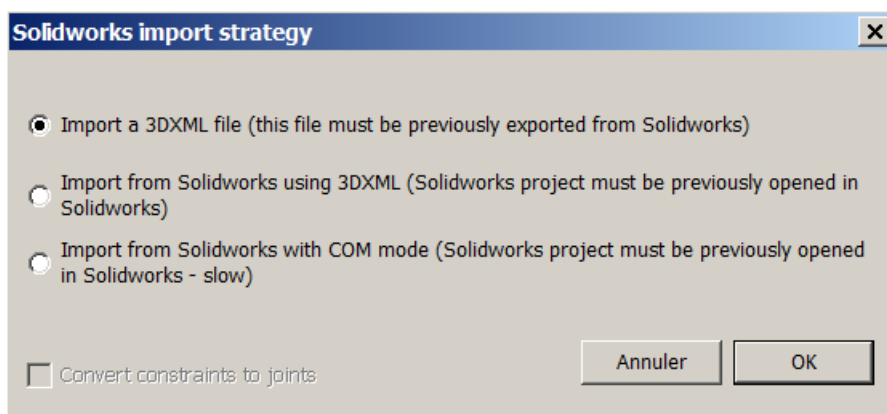 Solidworks import strategy
Import a 3DXML file (this file must be previously exported from Solidworks)
Import from Solidworks using 3DXML (Solidworks project must be previously opened in
Solidworks)
Import from Solidworks with COM mode (Solidworks project must be previously opened
in Solidworks - slow)
Convert constraints to joints
Annuler
OK